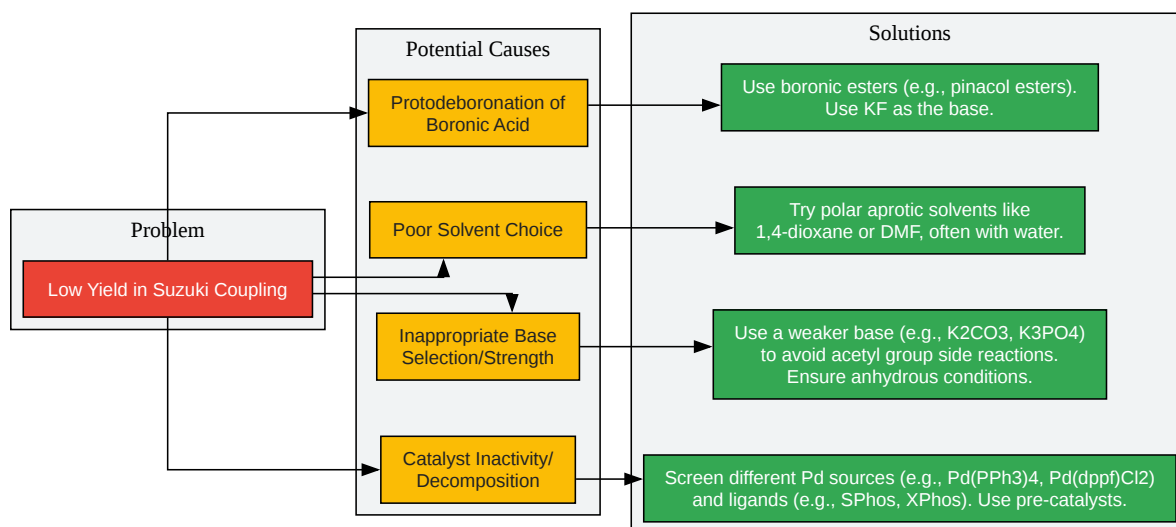 Problem
Low Yield in Suzuki Coupling
Potential Causes
Protodeboronation of
Boronic Acid
Poor Solvent Choice
Inappropriate Base
Selection/Strength
Catalyst Inactivity/
Decomposition
Solutions
Use boronic esters (e.g., pinacol esters).
Use KF as the base.
Try polar aprotic solvents like
1,4-dioxane or DMF, often with water.
Use a weaker base (e.g., K2CO3, K3PO4)
to avoid acetyl group side reactions.
Ensure anhydrous conditions.
Screen different Pd sources (e.g., Pd(PPh3)4, Pd(dppf)Cl2)
and ligands (e.g., SPhos, XPhos). Use pre-catalysts.